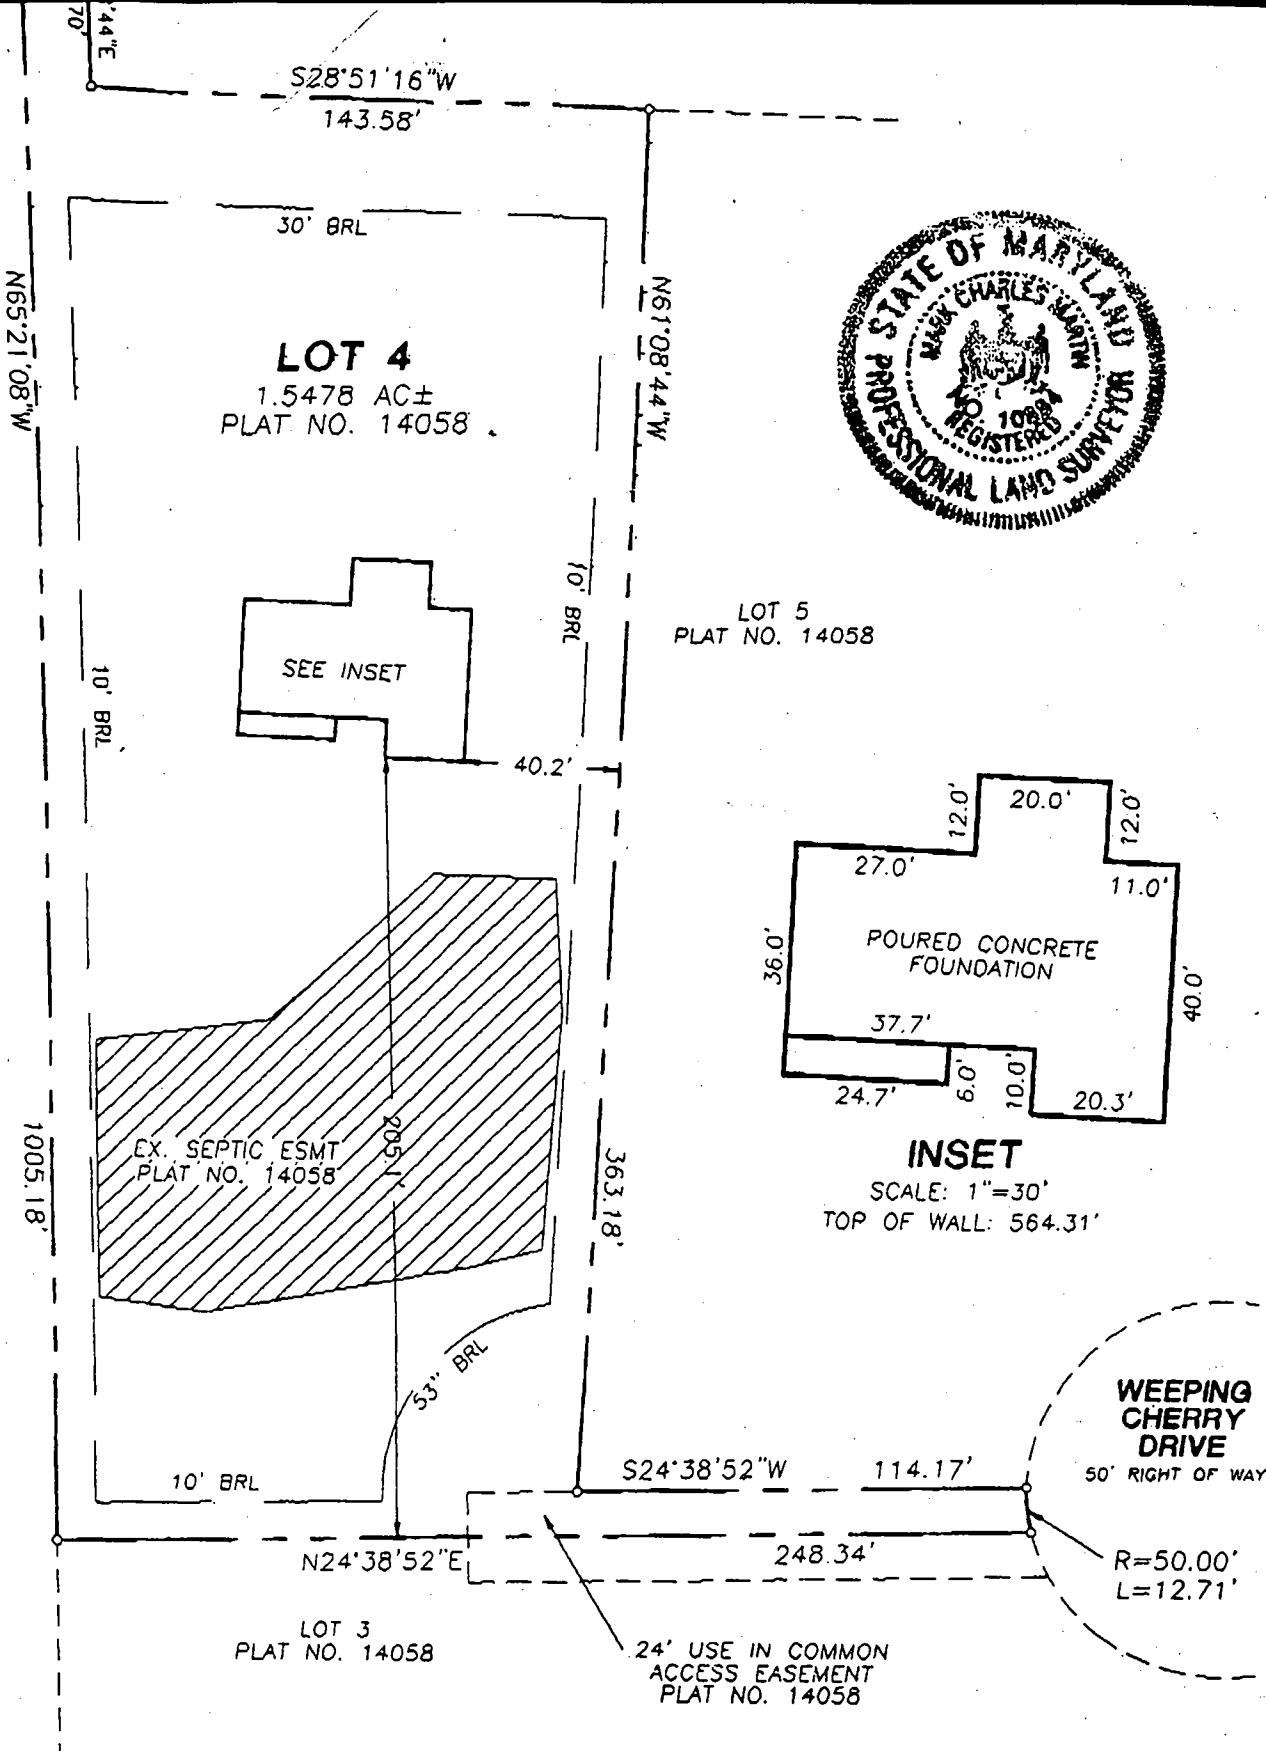 '44"E
70'
S28°51'16"W
143.58'
30' BRL
N65°21'08"W
N61°08'44"W
LOT 4
1.5478 AC±
PLAT NO. 14058
STATE OF MARYLAND
PROFESSIONAL LAND SURVEYOR
MARK CHARLES MARTIN
REGISTERED
10' BRL
LOT 5
PLAT NO. 14058
SEE INSET
10' BRL
40.2'
20.0'
12.0'
12.0'
27.0'
11.0'
36.0'
POURED CONCRETE
FOUNDATION
40.0'
37.7'
24.7'
6.0'
10.0'
20.3'
INSET
SCALE: 1"=30'
TOP OF WALL: 564.31'
EX. SEPTIC ESMT
PLAT NO. 14058
205.1'
1005.18'
363.18'
53" BRL
10' BRL
WEEPING
CHERRY
DRIVE
50' RIGHT OF WAY
S24°38'52"W
114.17'
N24°38'52"E
248.34'
R=50.00'
L=12.71'
LOT 3
PLAT NO. 14058
24' USE IN COMMON
ACCESS EASEMENT
PLAT NO. 14058